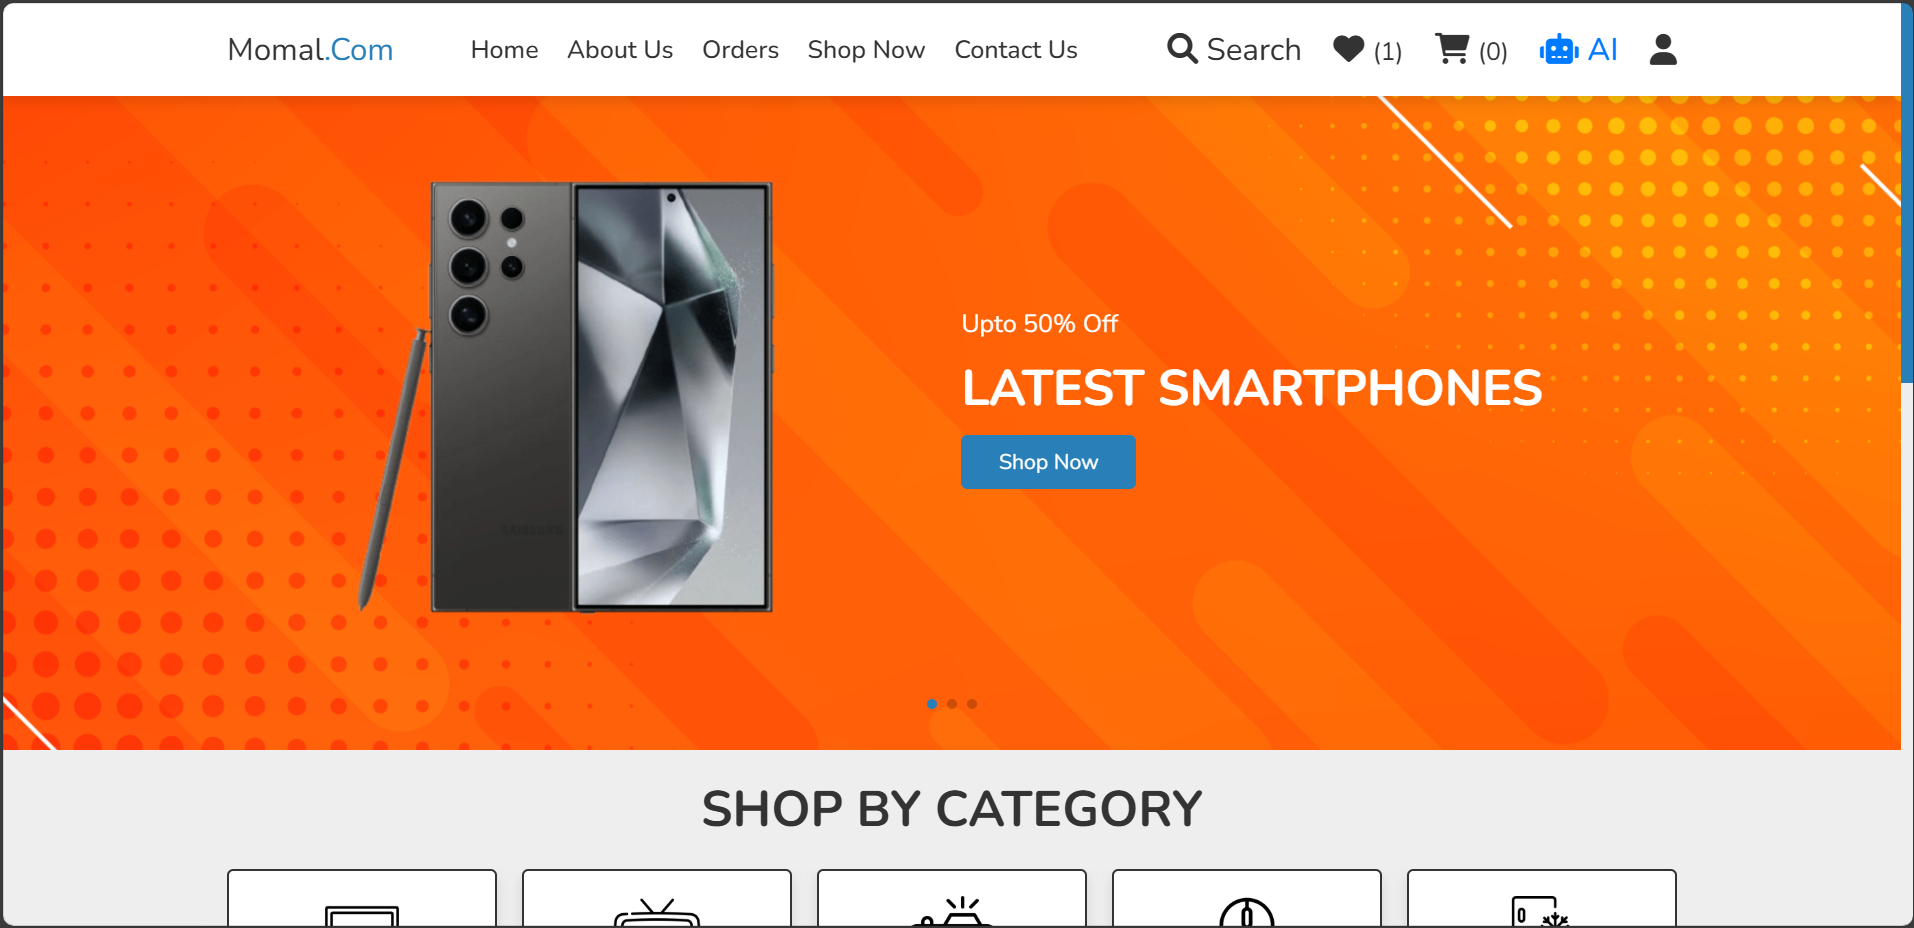 Momal.Com
Home About Us Orders Shop Now Contact Us
Search (1) (0) AI
SAMSUNG
Upto 50% Off
LATEST SMARTPHONES
Shop Now
SHOP BY CATEGORY